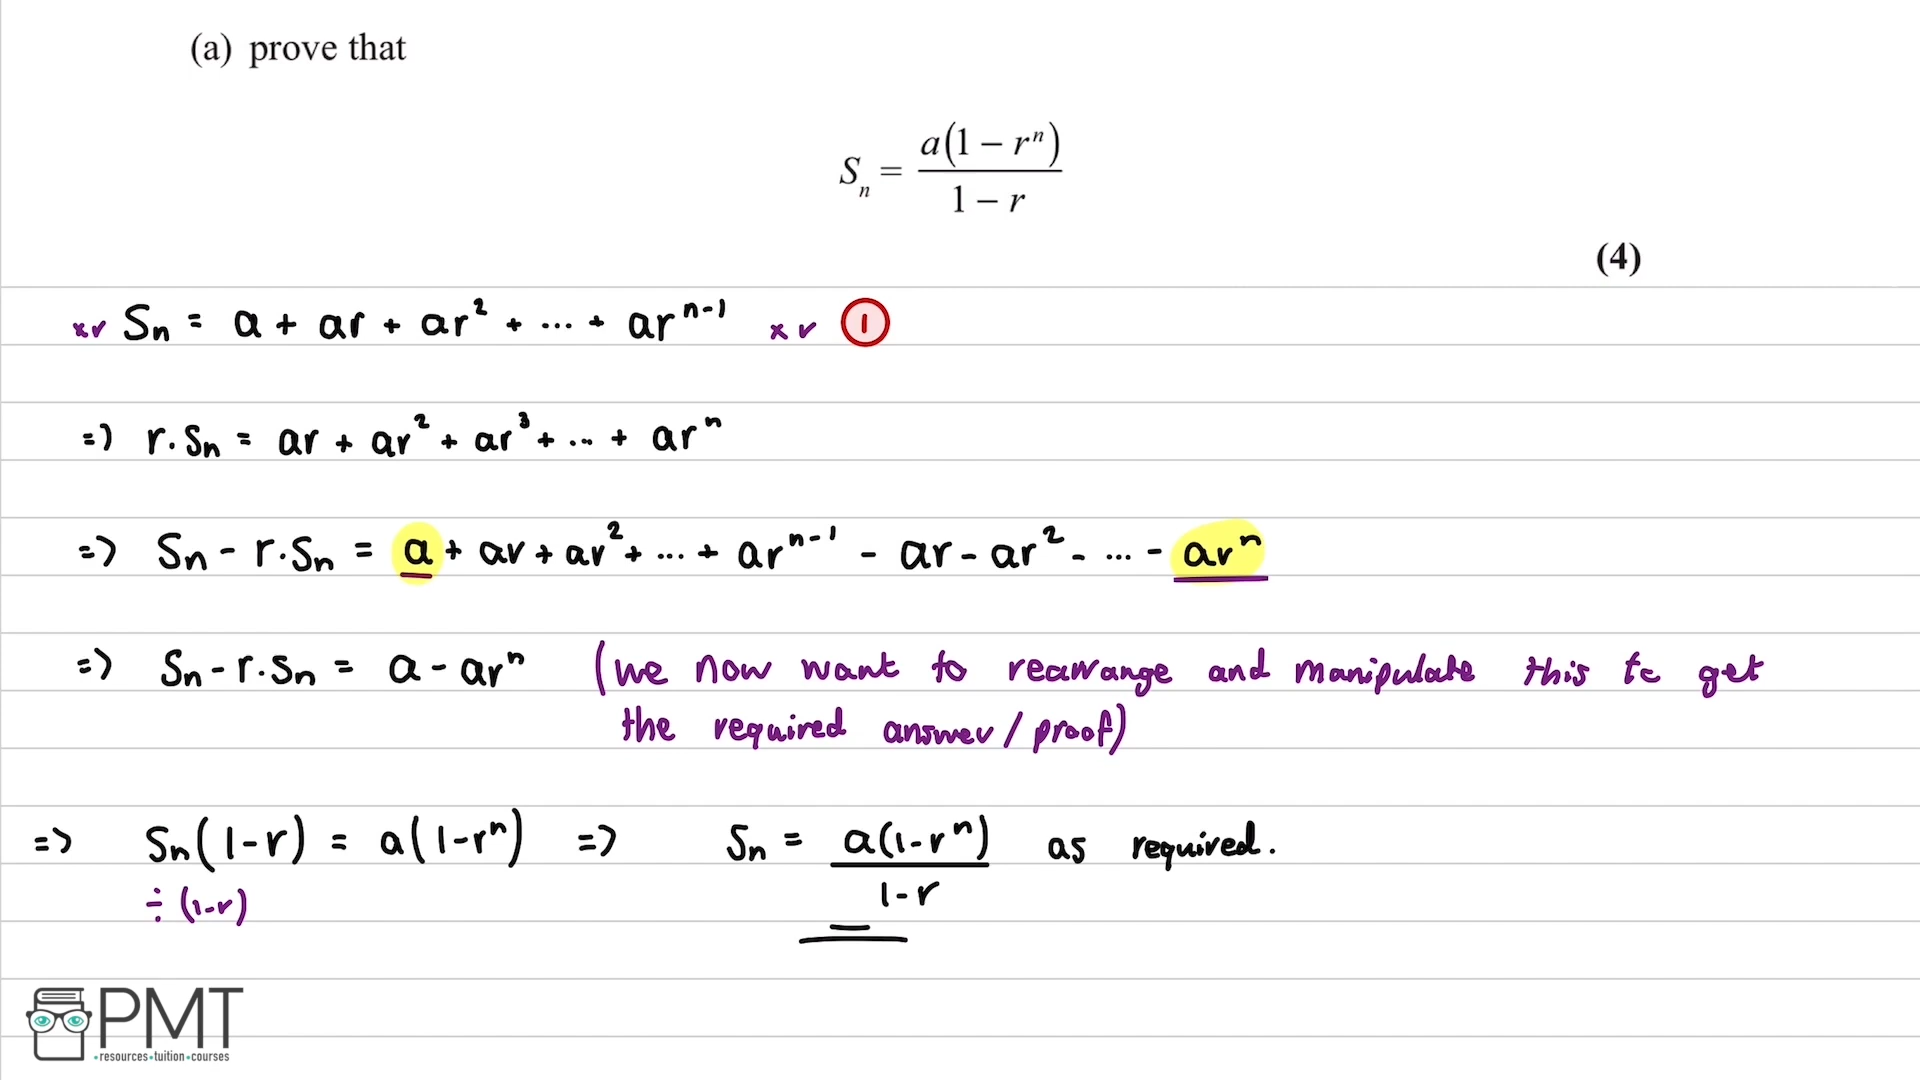 (a) prove that
Sₙ = a(1 − rⁿ) / 1 − r
(4)
×r Sₙ = a + ar + ar² + ... + arⁿ⁻¹ ×r ①
=> r.Sₙ = ar + ar² + ar³ + ... + arⁿ
=> Sₙ − r.Sₙ = a + ar + ar² + ... + arⁿ⁻¹ − ar − ar² − ... − arⁿ
=> Sₙ − r.Sₙ = a − arⁿ (we now want to rearrange and manipulate this to get
the required answer/proof)
=> Sₙ(1−r) = a(1−rⁿ) => Sₙ = a(1−rⁿ) / 1−r as required.
÷ (1−r)
PMT
•resources•tuition•courses